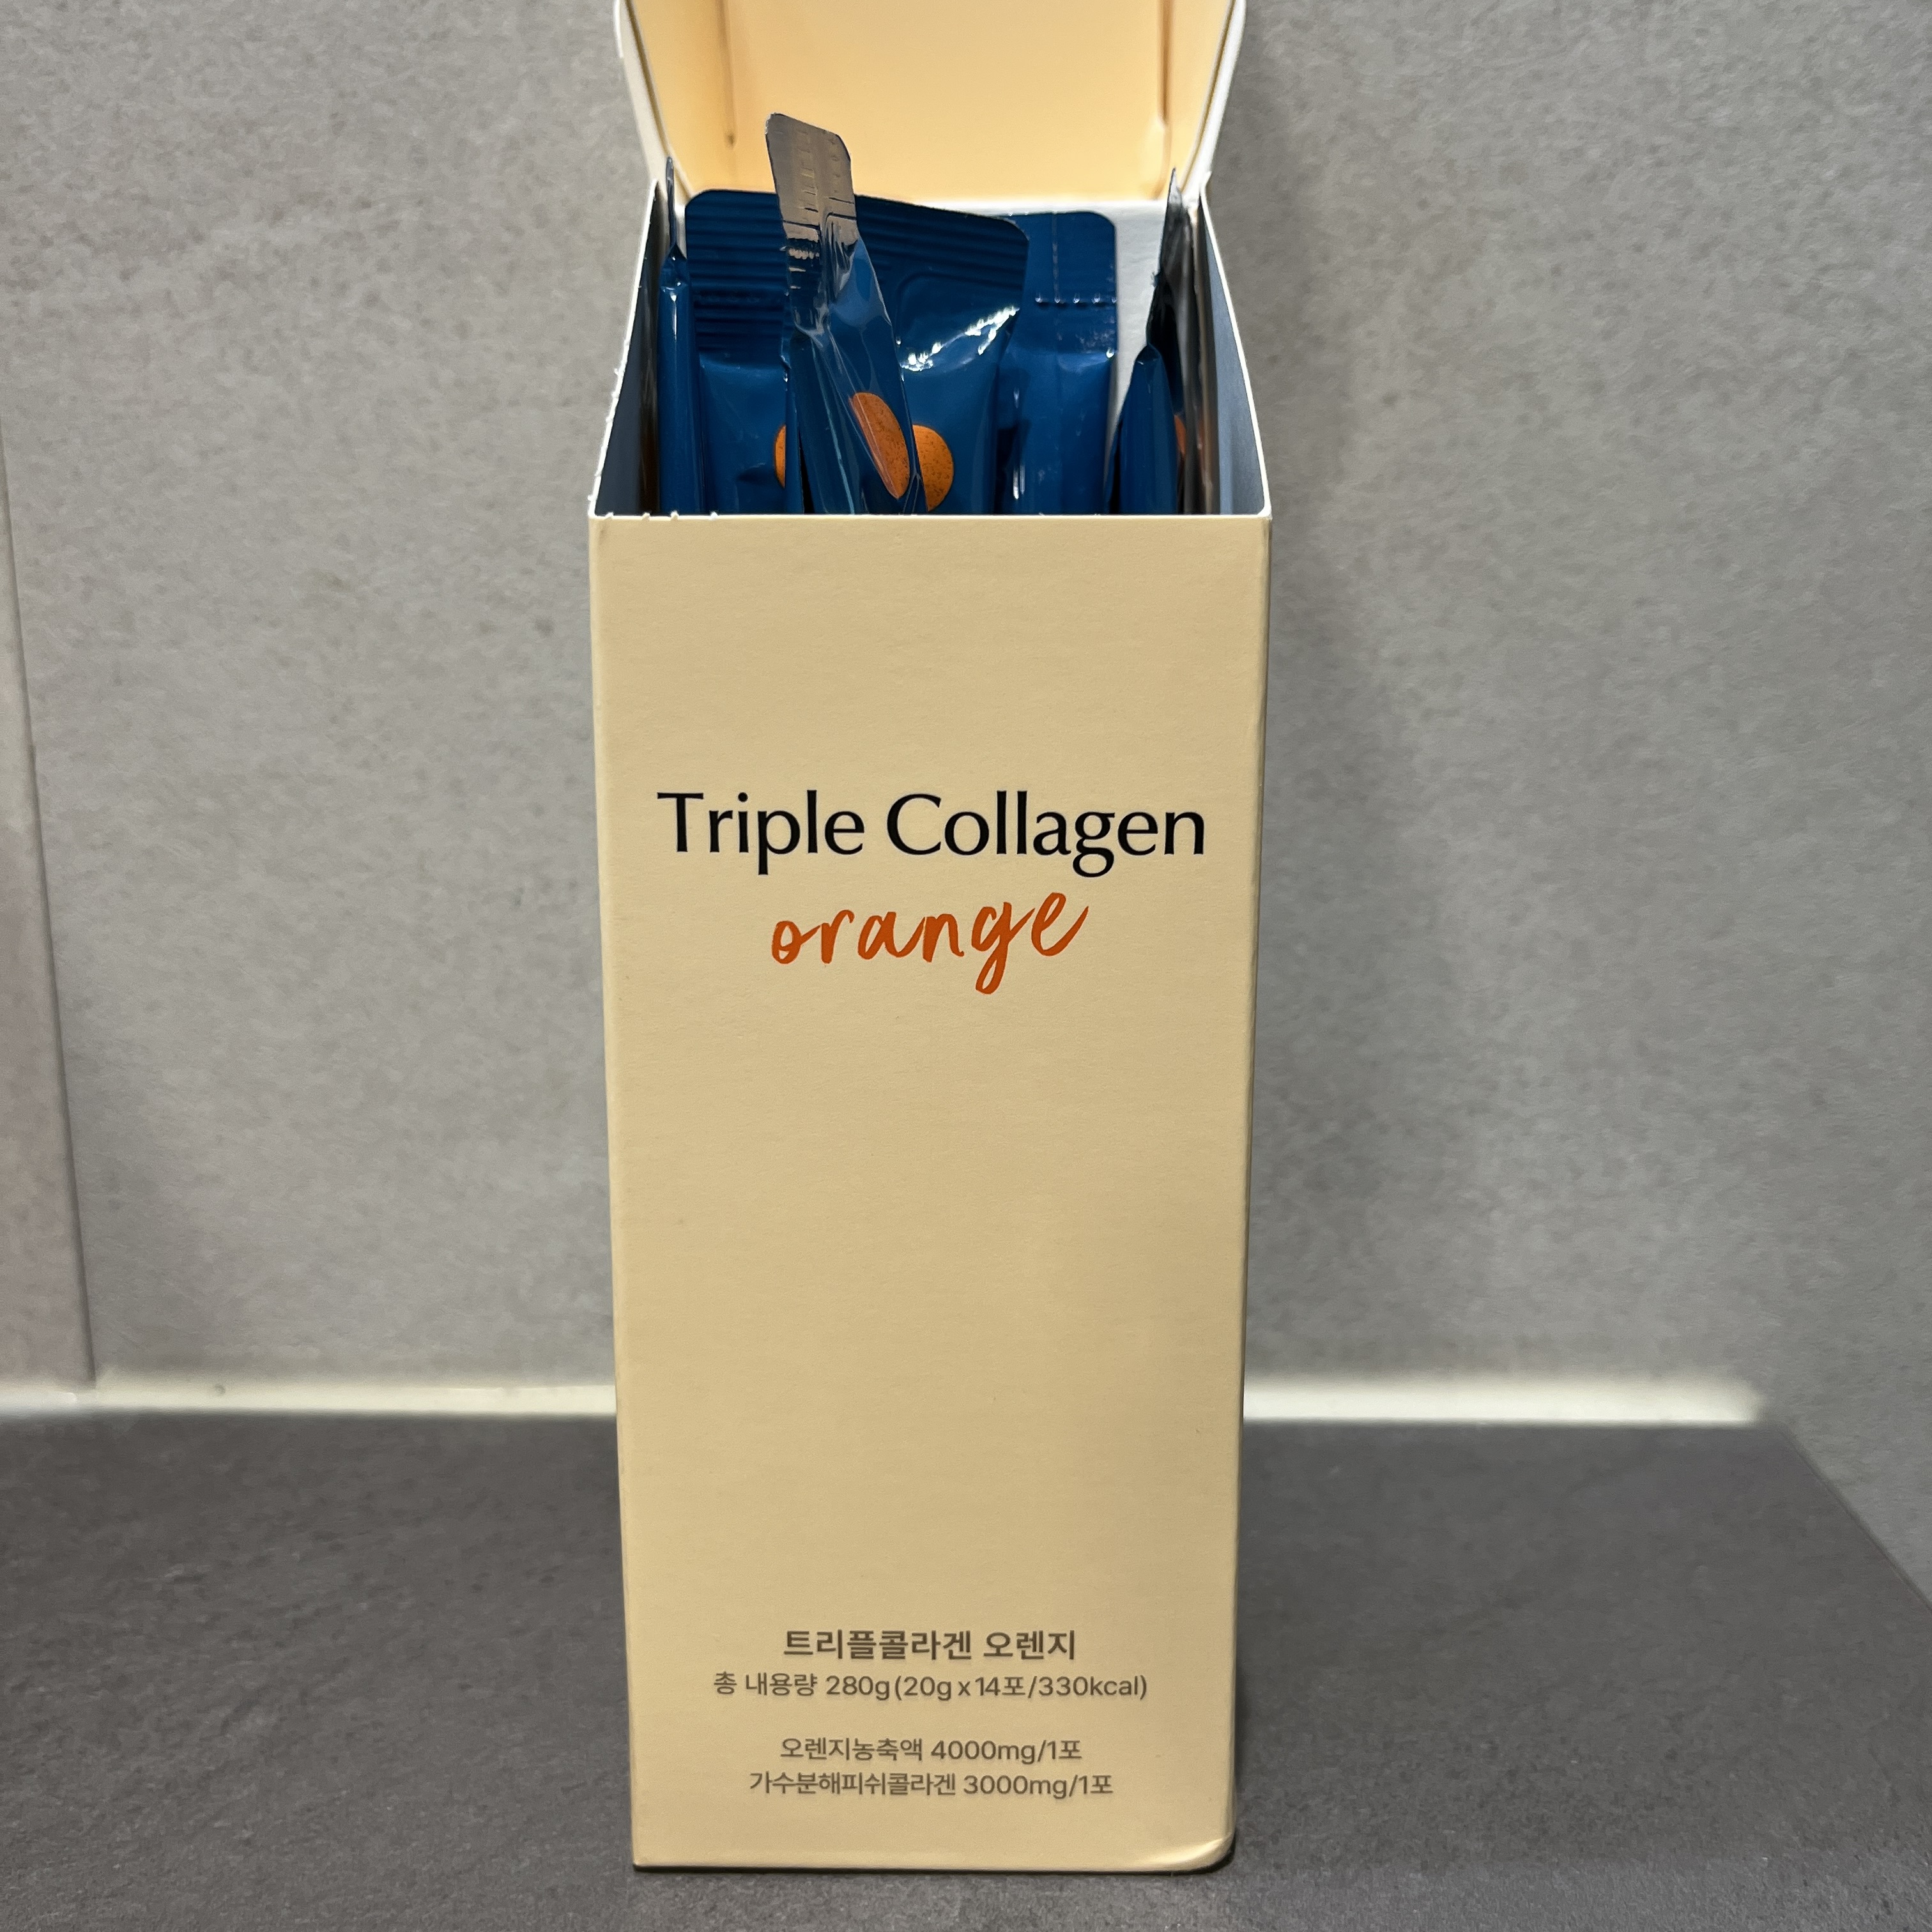 Triple Collagen
orange
트리플콜라겐 오렌지
총 내용량 280g(20g x 14포/330kcal)
오렌지농축액 4000mg/1포
가수분해피쉬콜라겐 3000mg/1포